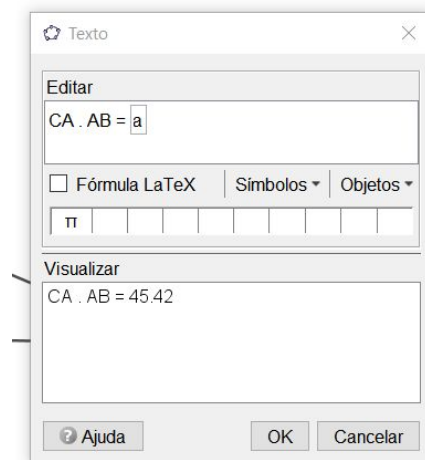 Texto
Editar
CA . AB = a
Fórmula LaTeX Símbolos Objetos
π
Visualizar
CA . AB = 45.42
Ajuda OK Cancelar